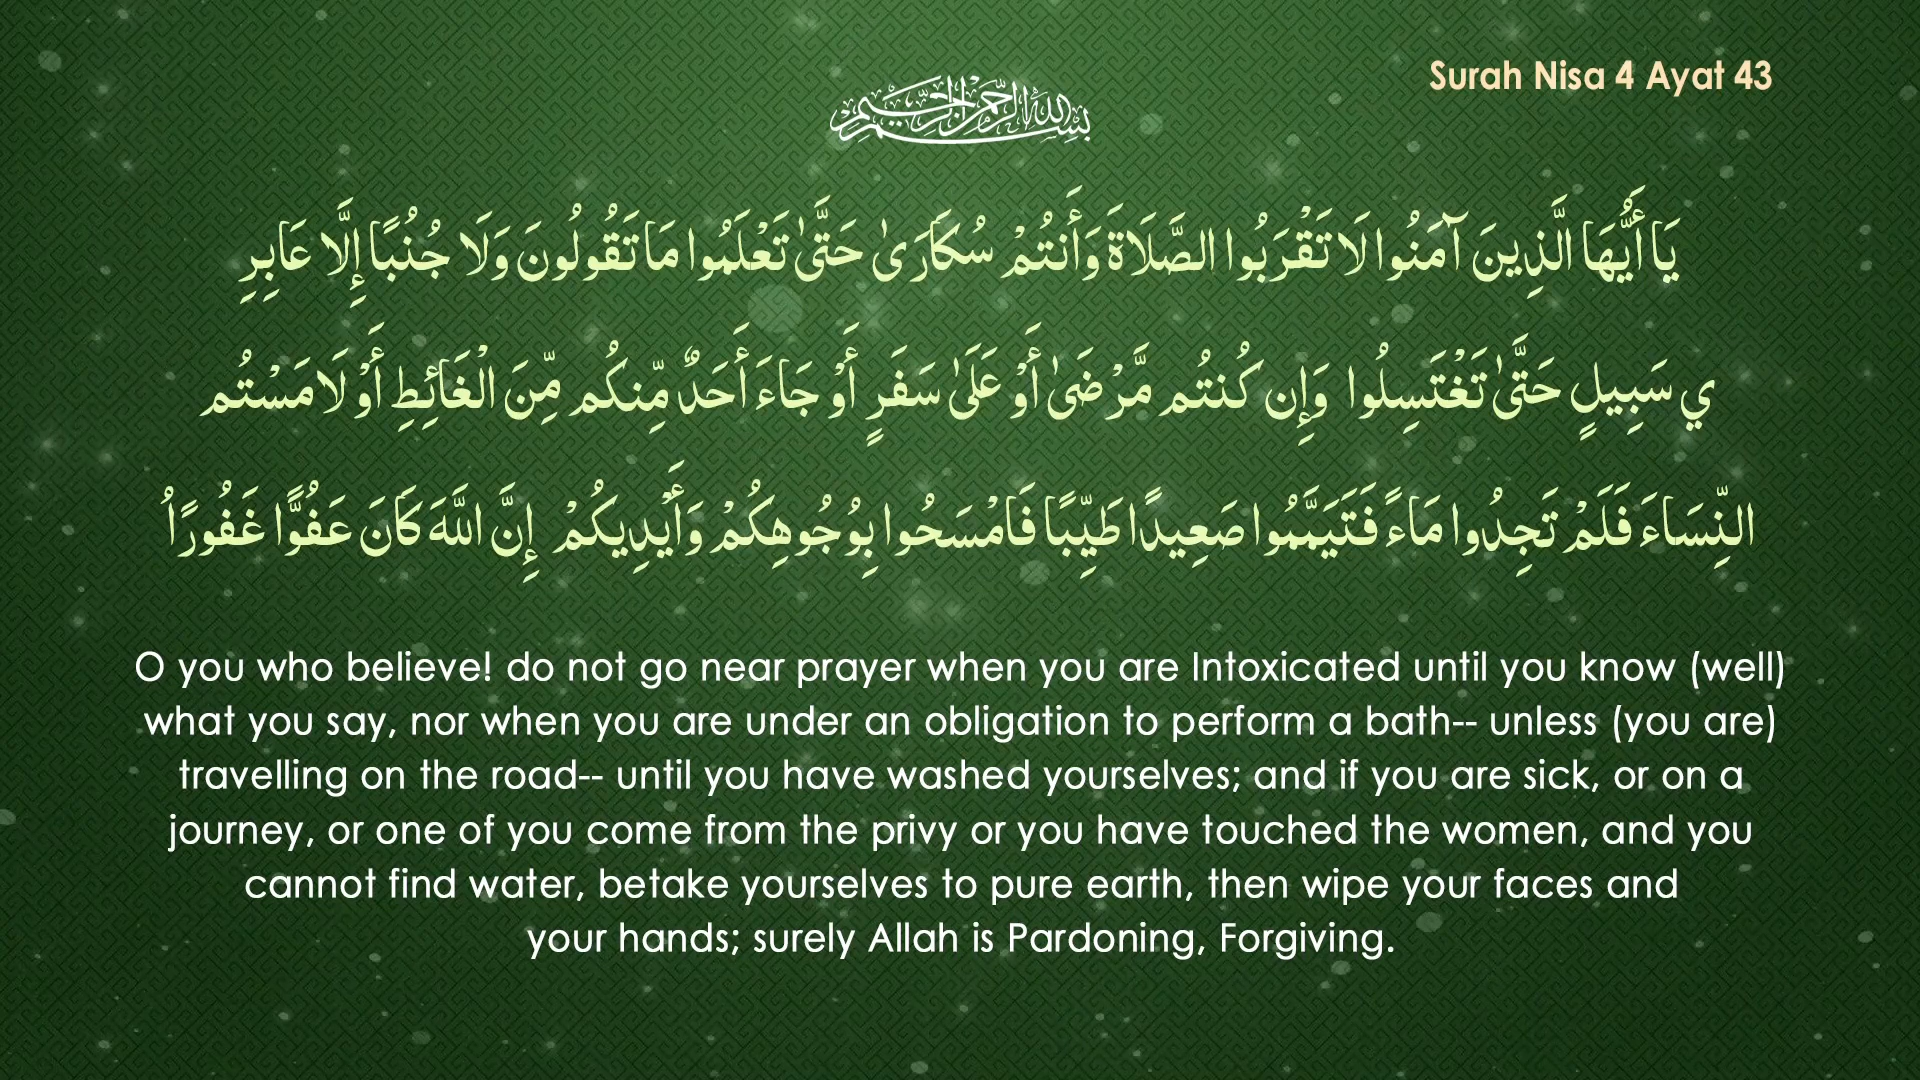 Surah Nisa 4 Ayat 43
بسم الله الرحمن الرحيم
يَا أَيُّهَا الَّذِينَ آمَنُوا لَا تَقْرَبُوا الصَّلَاةَ وَأَنتُمْ سُكَارَىٰ حَتَّىٰ تَعْلَمُوا مَا تَقُولُونَ وَلَا جُنُبًا إِلَّا عَابِرِ
ي سَبِيلٍ حَتَّىٰ تَغْتَسِلُوا وَإِن كُنتُم مَّرْضَىٰ أَوْ عَلَىٰ سَفَرٍ أَوْ جَاءَ أَحَدٌ مِّنكُم مِّنَ الْغَائِطِ أَوْ لَامَسْتُم
النِّسَاءَ فَلَمْ تَجِدُوا مَاءً فَتَيَمَّمُوا صَعِيدًا طَيِّبًا فَامْسَحُوا بِوُجُوهِكُمْ وَأَيْدِيكُمْ إِنَّ اللَّهَ كَانَ عَفُوًّا غَفُورًاُ
O you who believe! do not go near prayer when you are Intoxicated until you know (well)
what you say, nor when you are under an obligation to perform a bath-- unless (you are)
travelling on the road-- until you have washed yourselves; and if you are sick, or on a
journey, or one of you come from the privy or you have touched the women, and you
cannot find water, betake yourselves to pure earth, then wipe your faces and
your hands; surely Allah is Pardoning, Forgiving.